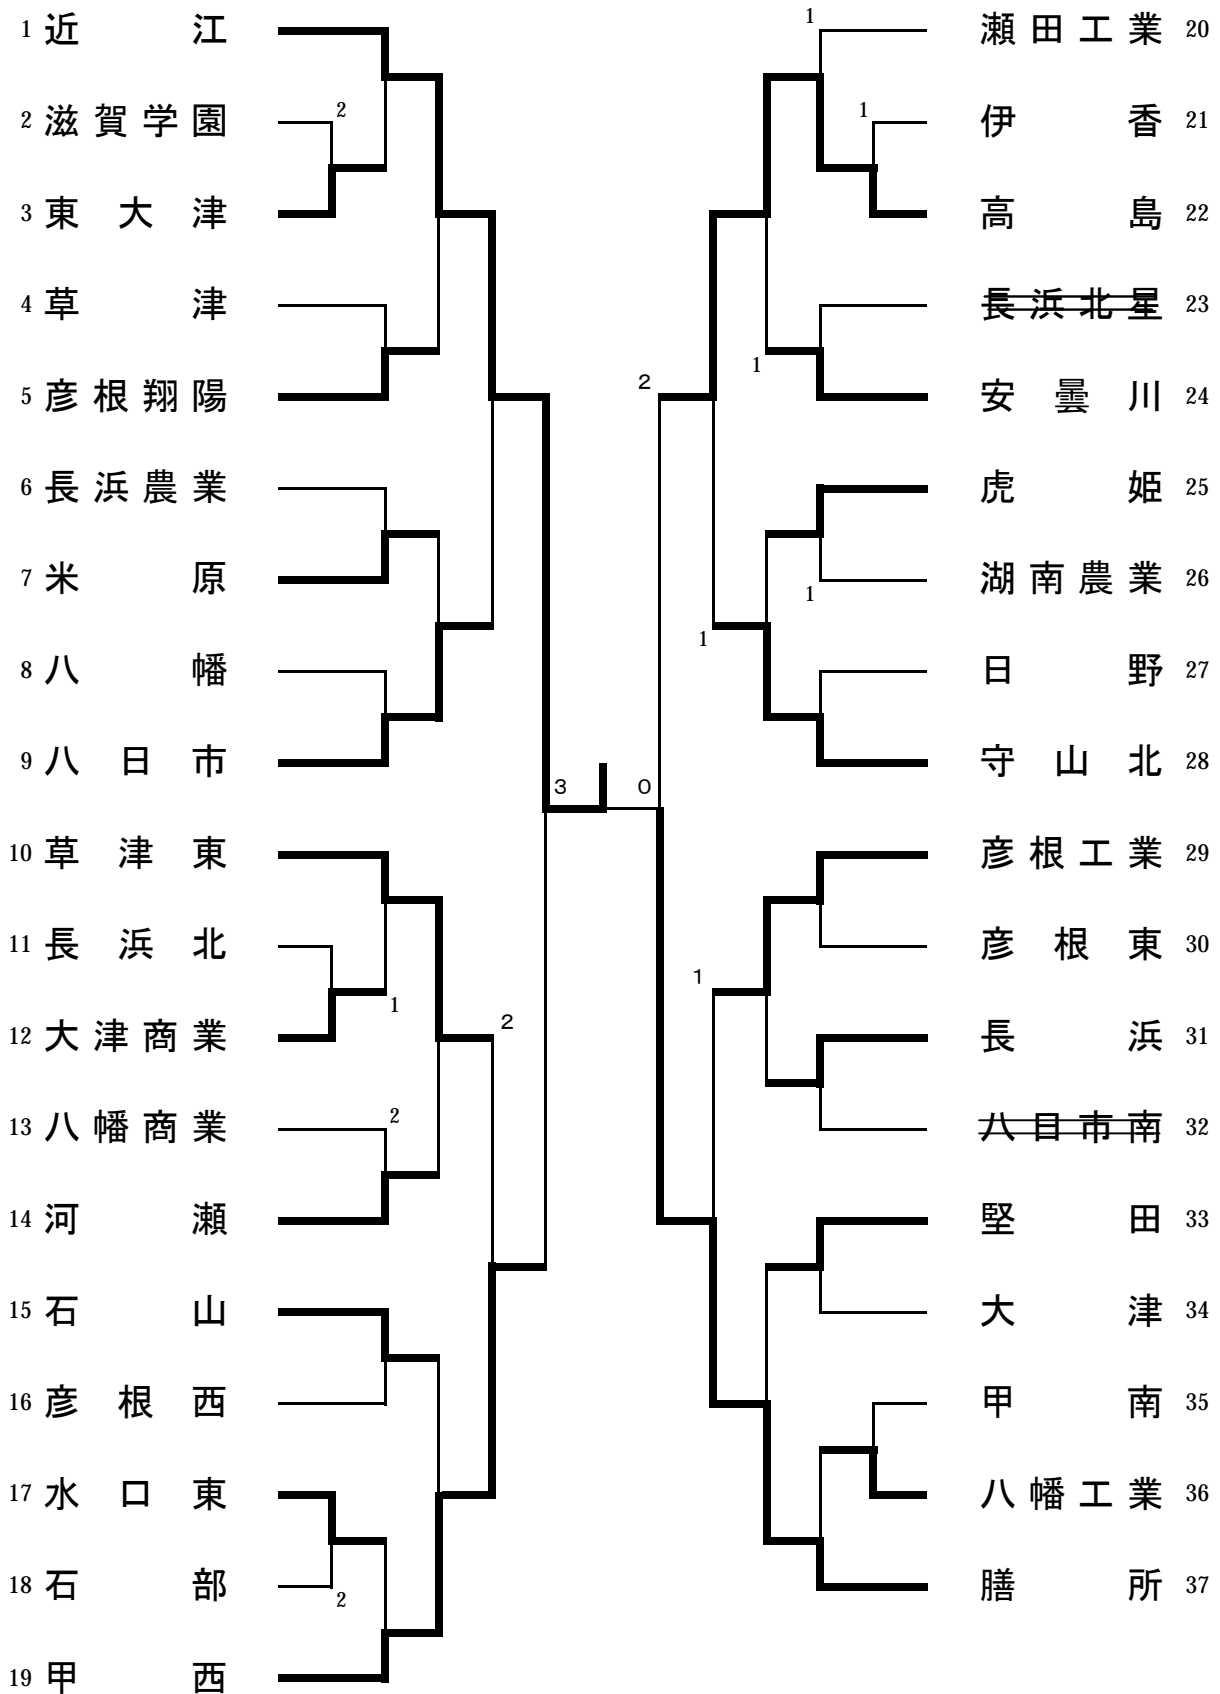 1 近江
2 滋賀学園
2
3 東大津
4 草津
5 彦根翔陽
6 長浜農業
7 米原
8 八幡
9 八日市
10 草津東
11 長浜北
1
12 大津商業
2
13 八幡商業
2
14 河瀬
15 石山
16 彦根西
17 水口東
18 石部
2
19 甲西
3
0
1
瀬田工業 20
1
伊香 21
高島 22
長浜北星 23
1
安曇川 24
2
虎姫 25
湖南農業 26
1
1
日野 27
守山北 28
彦根工業 29
彦根東 30
1
長浜 31
八日市南 32
堅田 33
大津 34
甲南 35
八幡工業 36
膳所 37